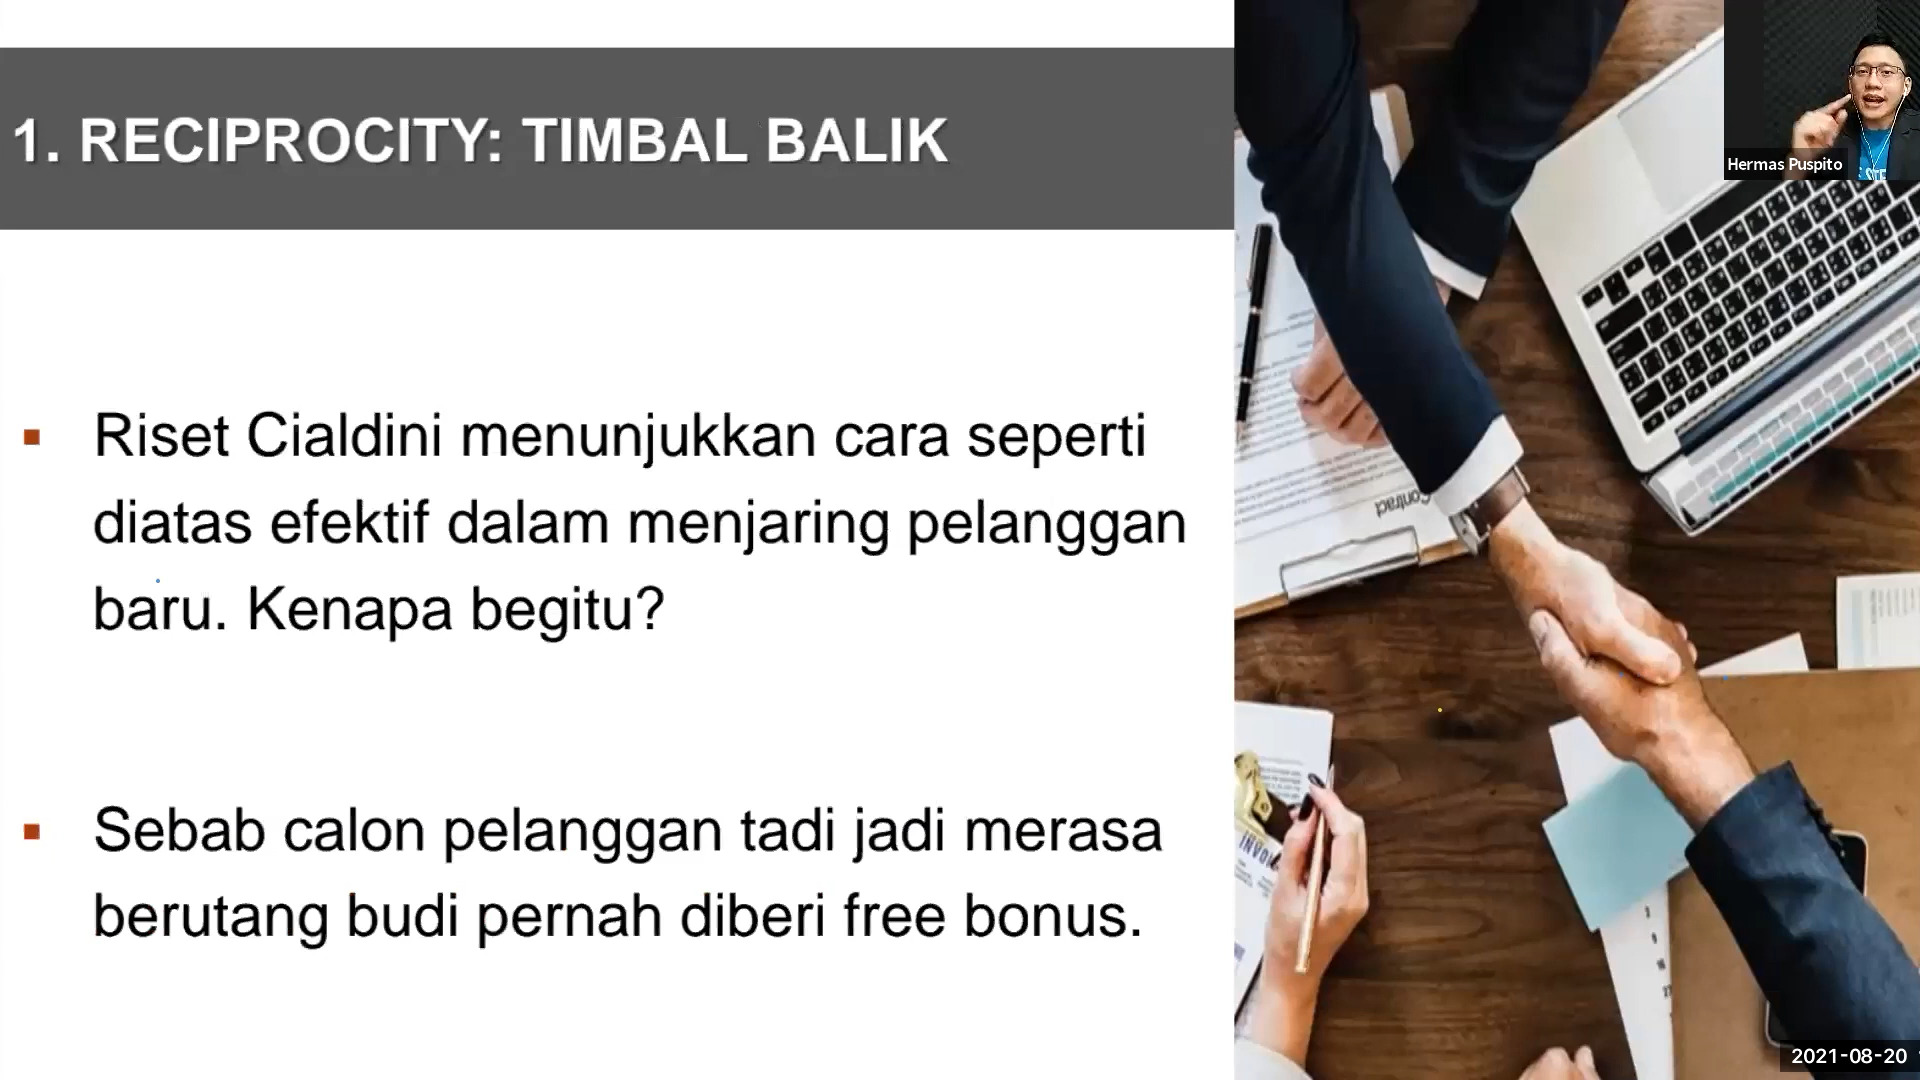 1. RECIPROCITY: TIMBAL BALIK
Hermas Puspito
Riset Cialdini menunjukkan cara seperti
diatas efektif dalam menjaring pelanggan
baru. Kenapa begitu?
Sebab calon pelanggan tadi jadi merasa
berutang budi pernah diberi free bonus.
Contract
2021-08-20